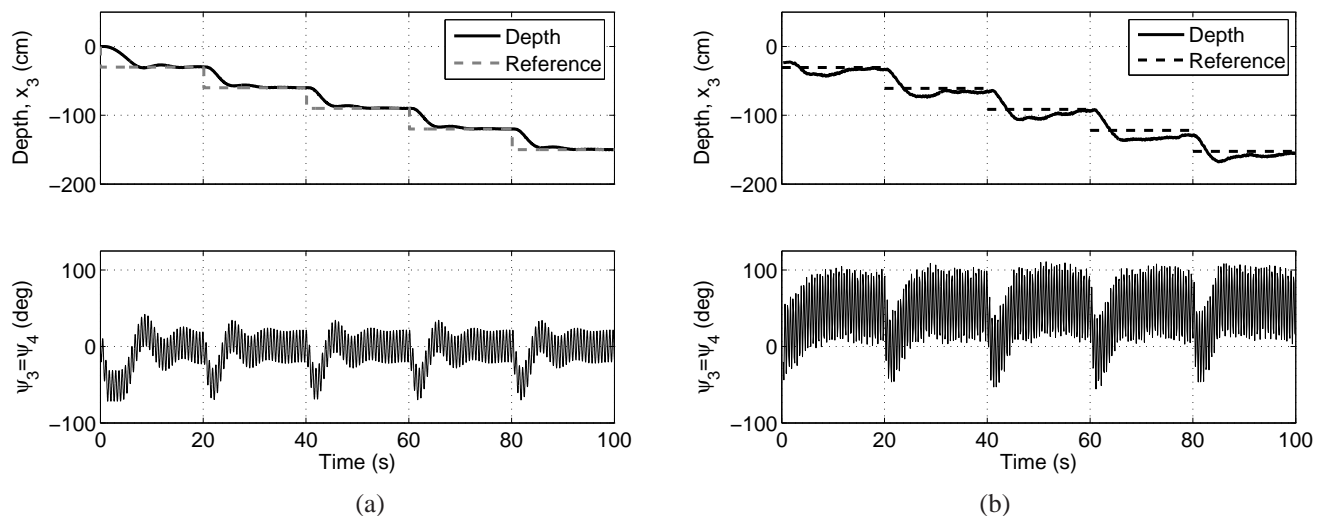 0
−100
−200
Depth, x_3 (cm)
Depth
Reference
100
0
−100
ψ_3=ψ_4 (deg)
0 20 40 60 80 100
Time (s)
(a)
0
−100
−200
Depth, x_3 (cm)
Depth
Reference
100
0
−100
ψ_3=ψ_4 (deg)
0 20 40 60 80 100
Time (s)
(b)